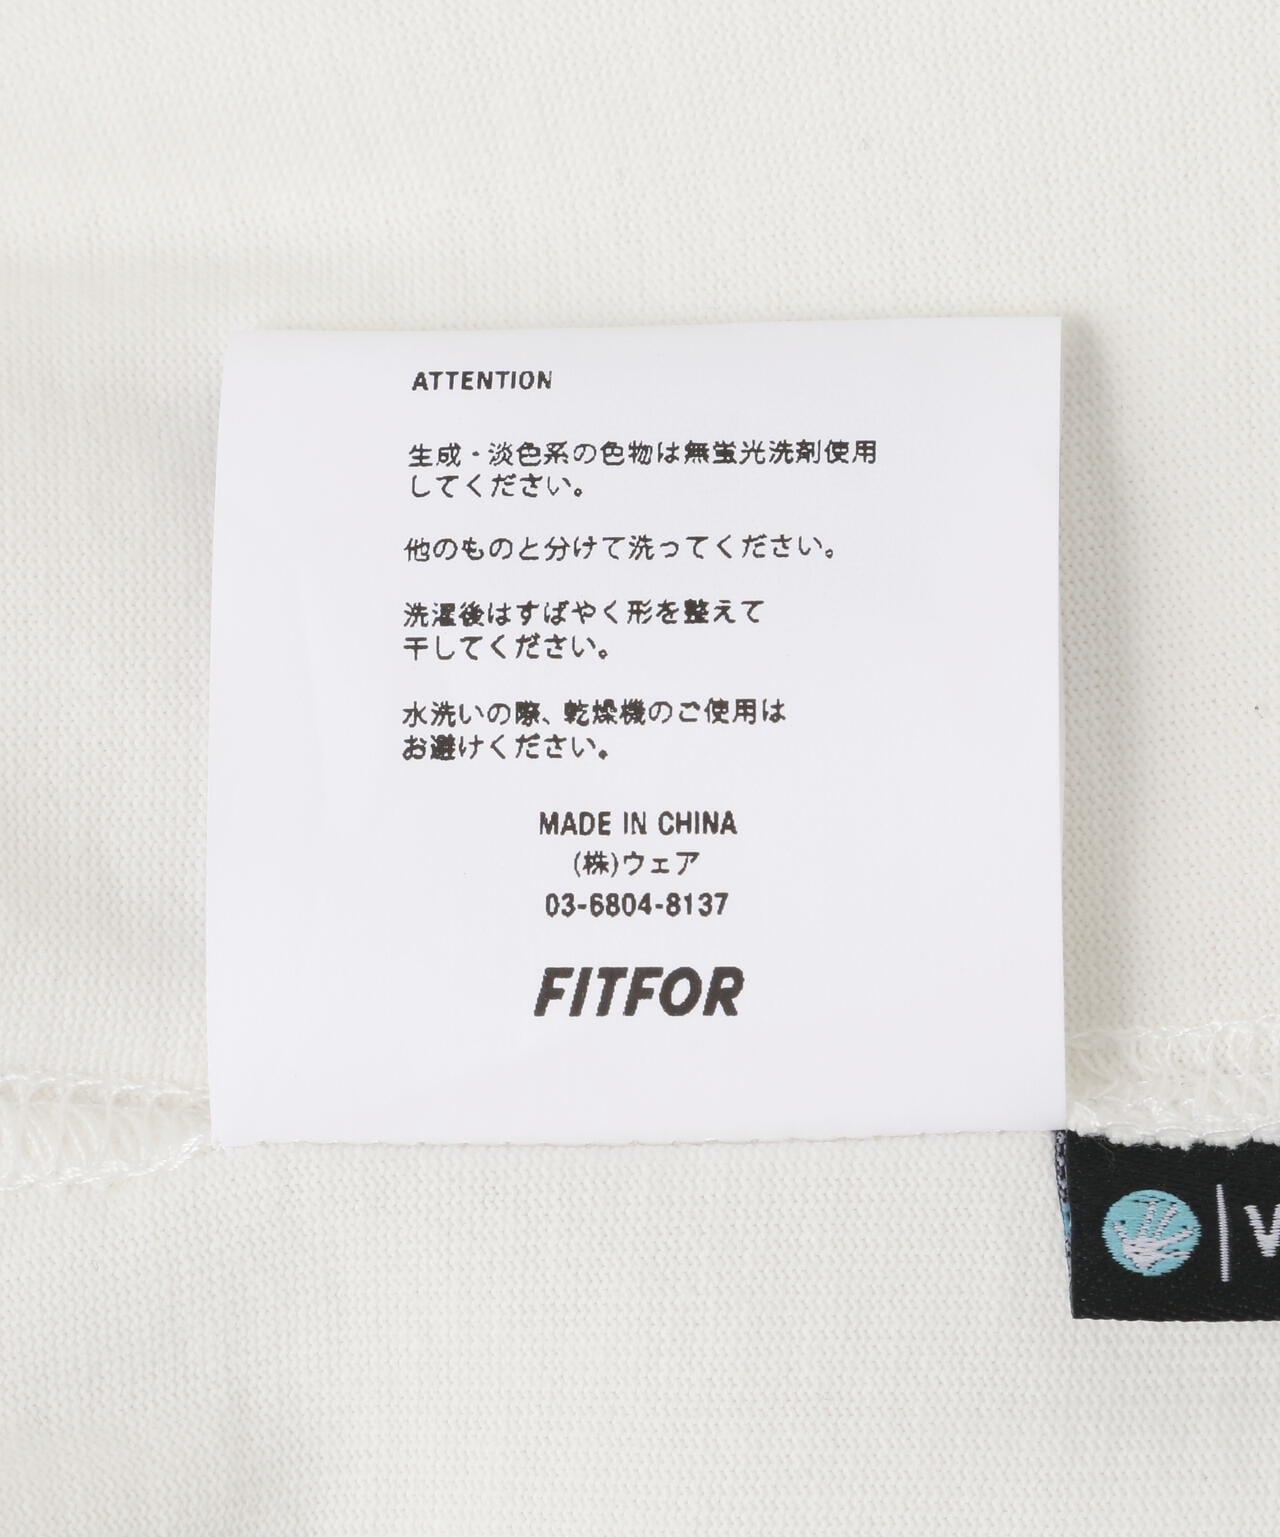 ATTENTION
生成・淡色系の色物は無蛍光洗剤使用
してください。
他のものと分けて洗ってください。
洗濯後はすばやく形を整えて
干してください。
水洗いの際、乾燥機のご使用は
お避けください。
MADE IN CHINA
(株)ウェア
03-6804-8137
FITFOR